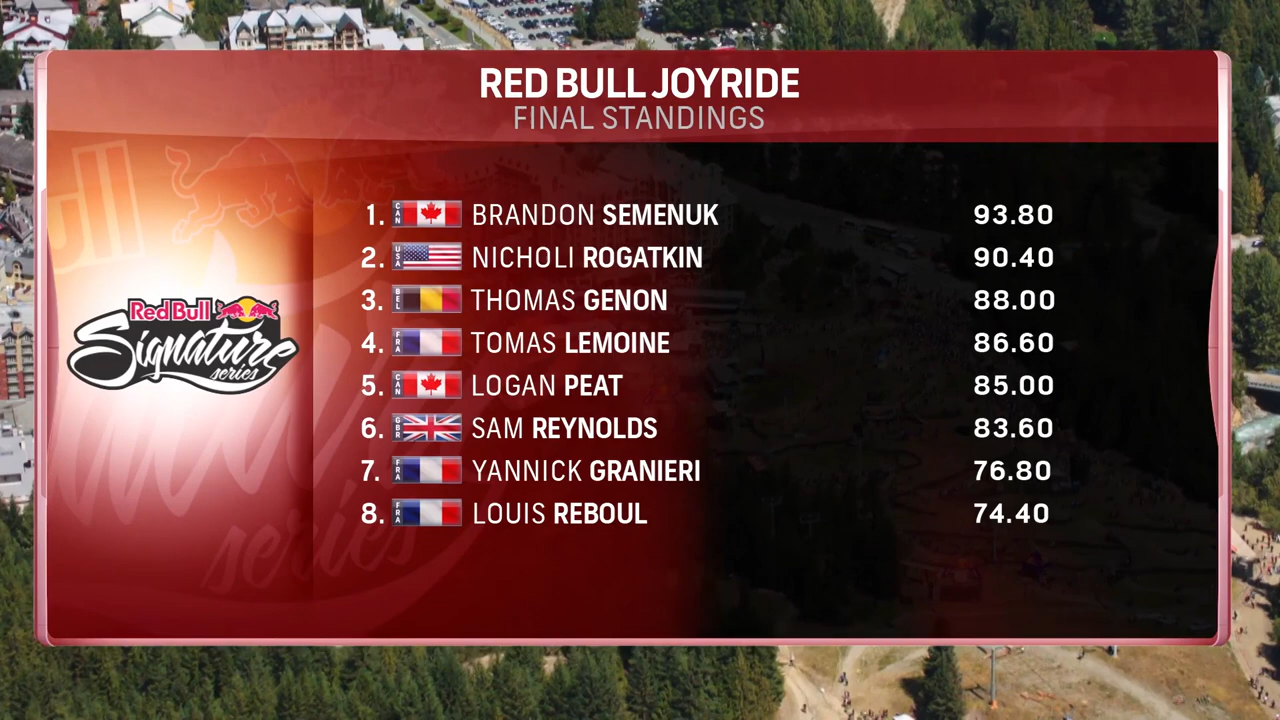 RED BULL JOYRIDE
FINAL STANDINGS
ull
Red Bull
Signature
series
1. CAN BRANDON SEMENUK 93.80
2. USA NICHOLI ROGATKIN 90.40
3. BEL THOMAS GENON 88.00
4. FRA TOMAS LEMOINE 86.60
5. CAN LOGAN PEAT 85.00
6. GBR SAM REYNOLDS 83.60
7. FRA YANNICK GRANIERI 76.80
8. FRA LOUIS REBOUL 74.40
series